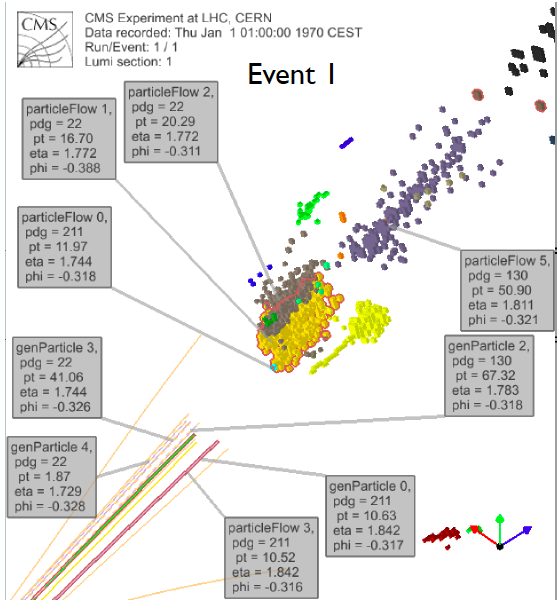 CMS
CMS Experiment at LHC, CERN
Data recorded: Thu Jan 1 01:00:00 1970 CEST
Run/Event: 1 / 1
Lumi section: 1
Event 1
particleFlow 1,
pdg = 22
pt = 16.70
eta = 1.772
phi = -0.388
particleFlow 2,
pdg = 22
pt = 20.29
eta = 1.772
phi = -0.311
particleFlow 0,
pdg = 211
pt = 11.97
eta = 1.744
phi = -0.318
particleFlow 5,
pdg = 130
pt = 50.90
eta = 1.811
phi = -0.321
genParticle 3,
pdg = 22
pt = 41.06
eta = 1.744
phi = -0.326
genParticle 2,
pdg = 130
pt = 67.32
eta = 1.783
phi = -0.318
genParticle 4,
pdg = 22
pt = 1.87
eta = 1.729
phi = -0.328
genParticle 0,
pdg = 211
pt = 10.63
eta = 1.842
phi = -0.317
particleFlow 3,
pdg = 211
pt = 10.52
eta = 1.842
phi = -0.316